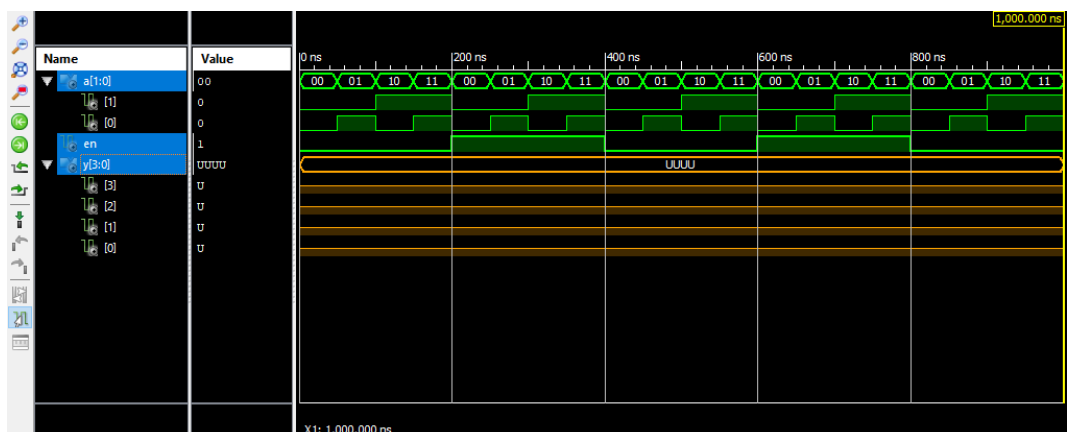 1,000.000 ns
Name Value 0 ns 200 ns 400 ns 600 ns 800 ns
a[1:0] 00 00 01 10 11 00 01 10 11 00 01 10 11 00 01 10 11 00 01 10 11
[1] 0
[0] 0
en 1
y[3:0] UUUU UUUU
[3] U
[2] U
[1] U
[0] U
X1: 1,000.000 ns